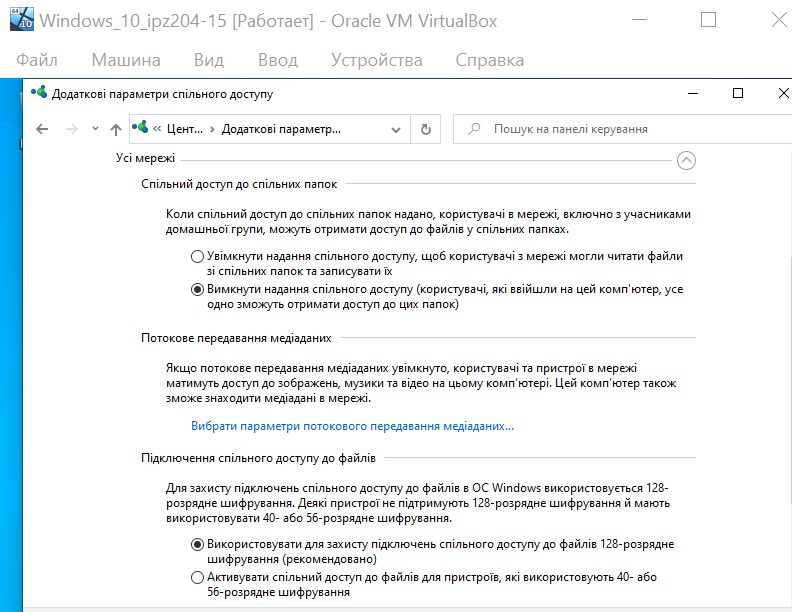 Windows_10_ipz204-15 [Работает] - Oracle VM VirtualBox
Файл Машина Вид Ввод Устройства Справка
Додаткові параметри спільного доступу
« Цент... › Додаткові параметр...
Пошук на панелі керування
Усі мережі
Спільний доступ до спільних папок
Коли спільний доступ до спільних папок надано, користувачі в мережі, включно з учасниками
домашньої групи, можуть отримати доступ до файлів у спільних папках.
Увімкнути надання спільного доступу, щоб користувачі з мережі могли читати файли
зі спільних папок та записувати їх
Вимкнути надання спільного доступу (користувачі, які ввійшли на цей комп'ютер, усе
одно зможуть отримати доступ до цих папок)
Потокове передавання медіаданих
Якщо потокове передавання медіаданих увімкнуто, користувачі та пристрої в мережі
матимуть доступ до зображень, музики та відео на цьому комп’ютері. Цей комп’ютер також
зможе знаходити медіадані в мережі.
Вибрати параметри потокового передавання медіаданих...
Підключення спільного доступу до файлів
Для захисту підключень спільного доступу до файлів в ОС Windows використовується 128-
розрядне шифрування. Деякі пристрої не підтримують 128-розрядне шифрування й мають
використовувати 40- або 56-розрядне шифрування.
Використовувати для захисту підключень спільного доступу до файлів 128-розрядне
шифрування (рекомендовано)
Активувати спільний доступ до файлів для пристроїв, які використовують 40- або
56-розрядне шифрування